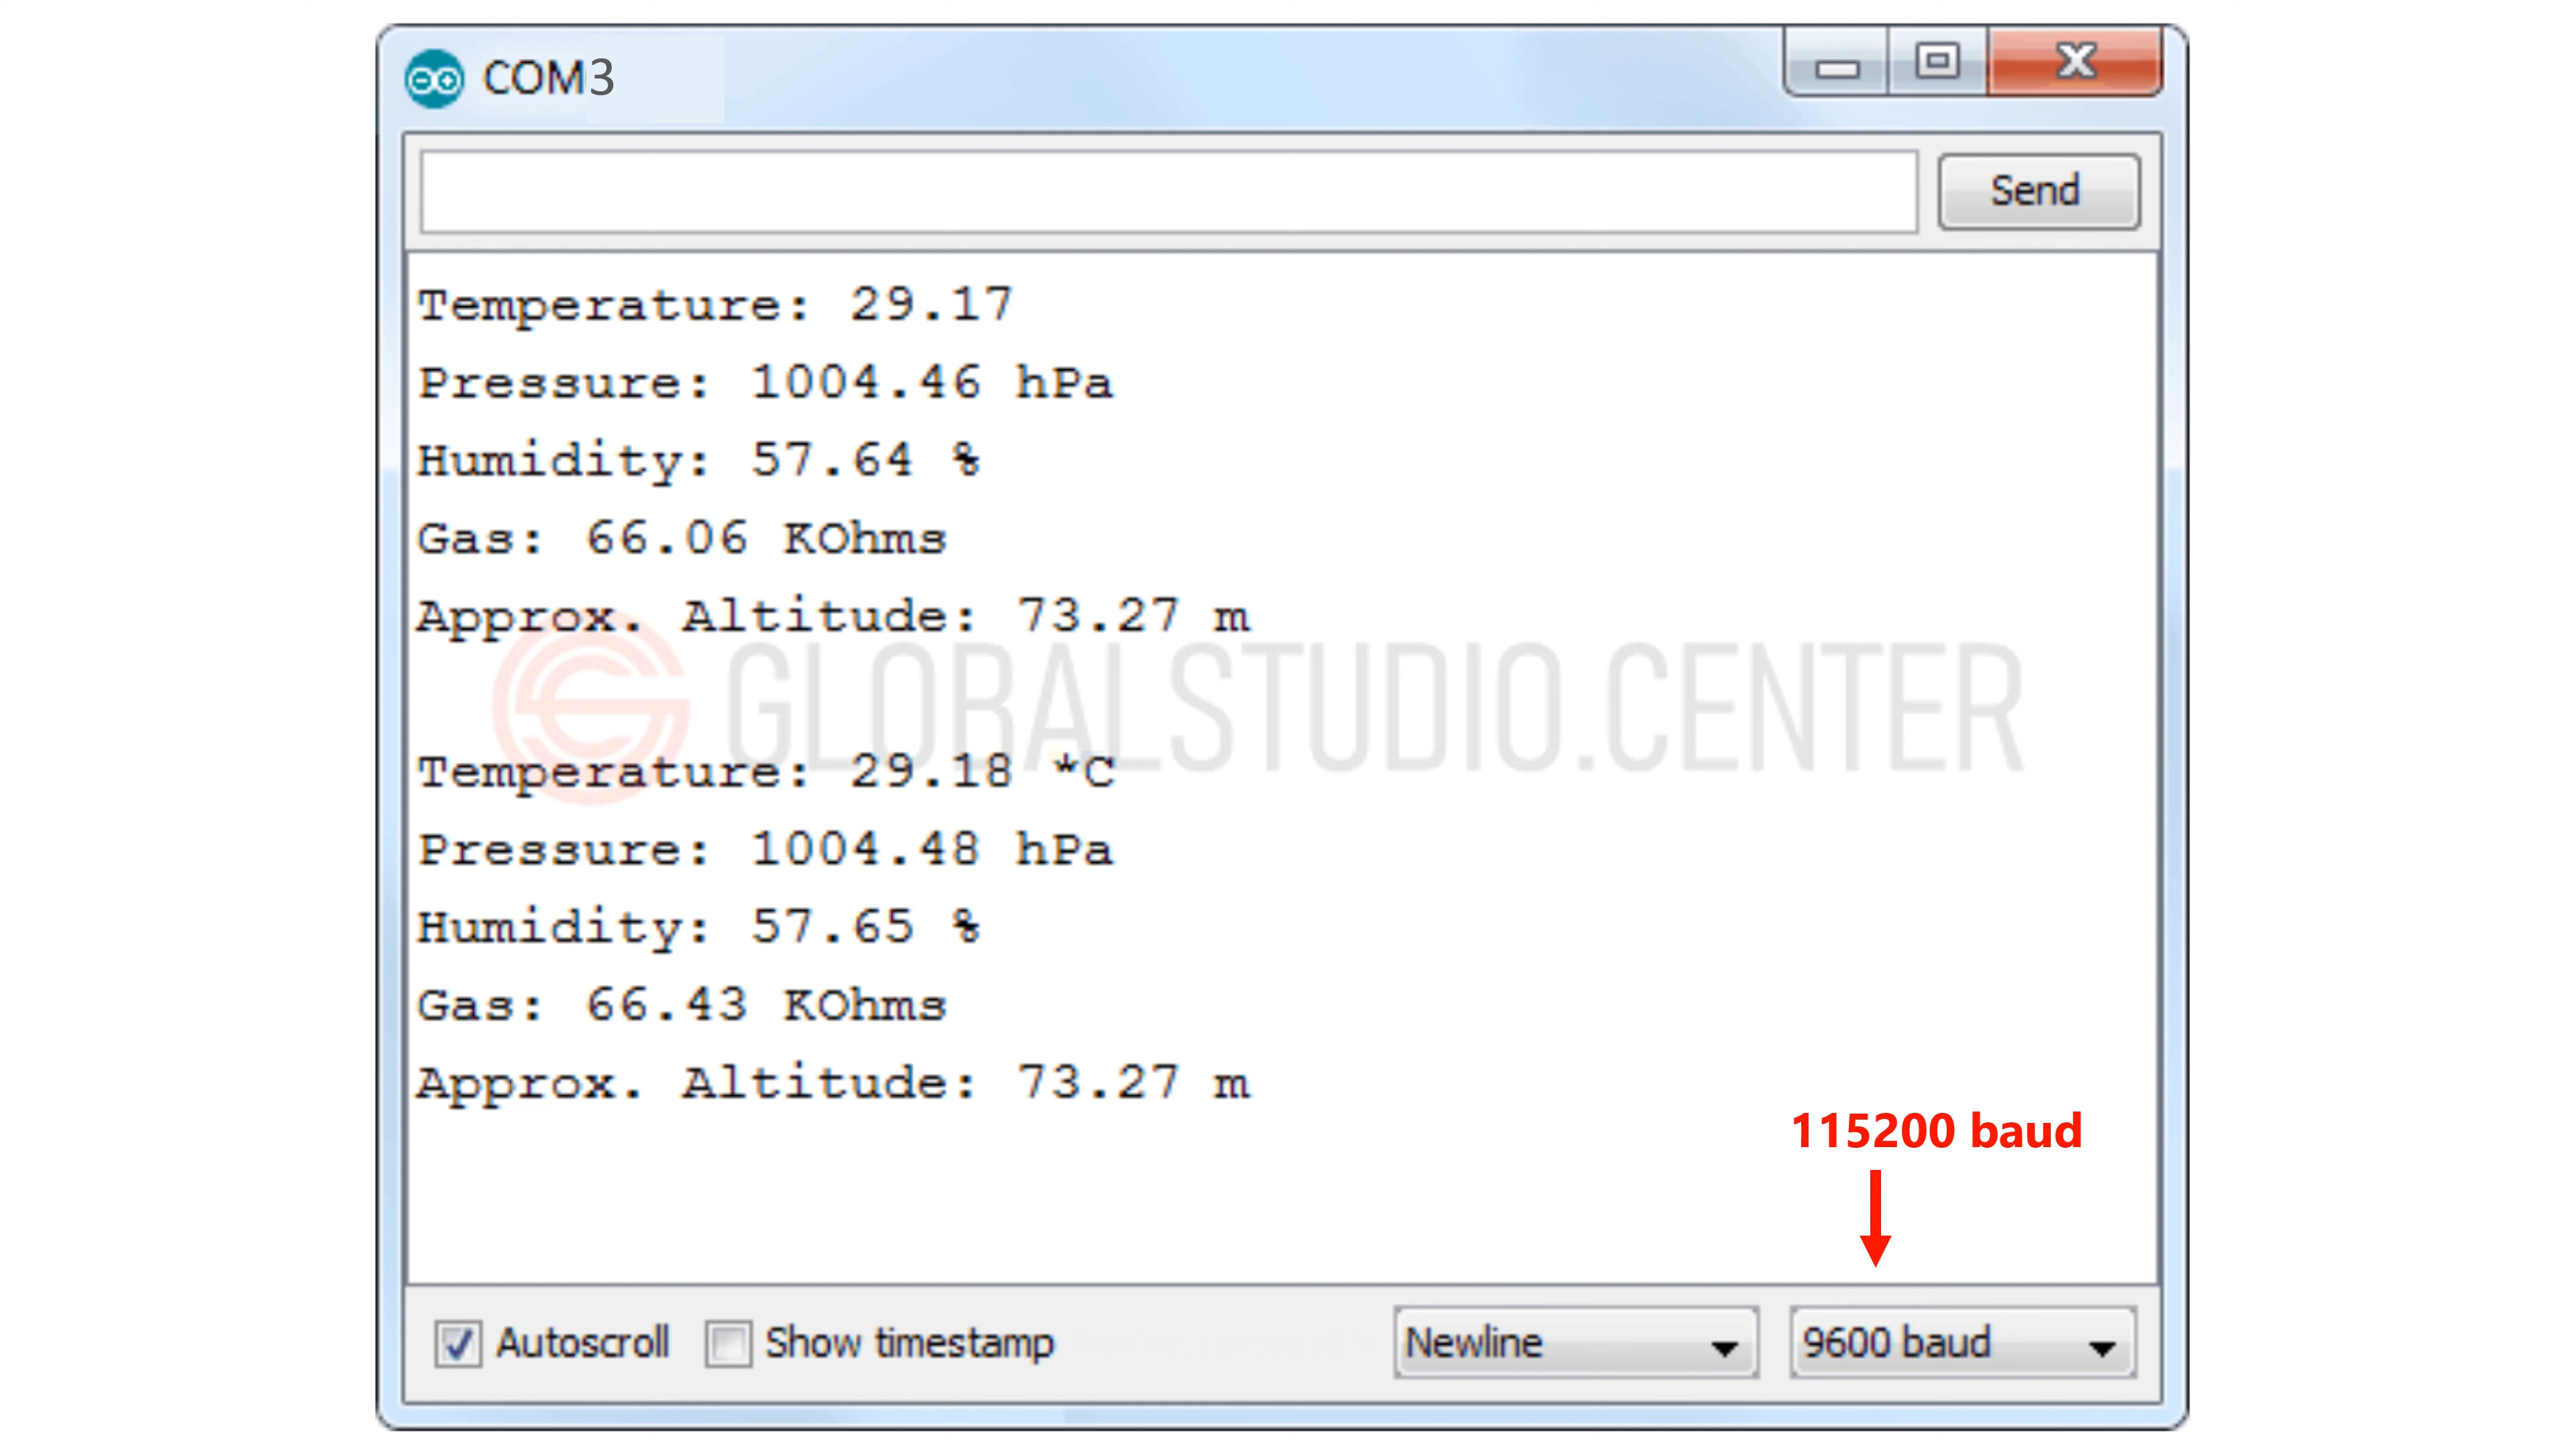 COM3
Send
Temperature: 29.17
Pressure: 1004.46 hPa
Humidity: 57.64 %
Gas: 66.06 KOhms
Approx. Altitude: 73.27 m
GLOBALSTUDIO.CENTER
Temperature: 29.18 *C
Pressure: 1004.48 hPa
Humidity: 57.65 %
Gas: 66.43 KOhms
Approx. Altitude: 73.27 m
115200 baud
Autoscroll Show timestamp Newline 9600 baud